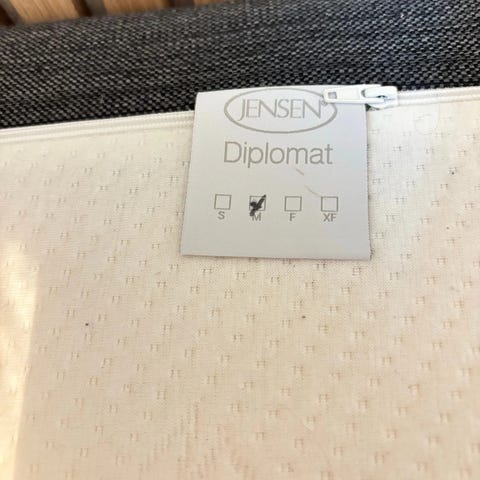 JENSEN®
Diplomat
S M F XF